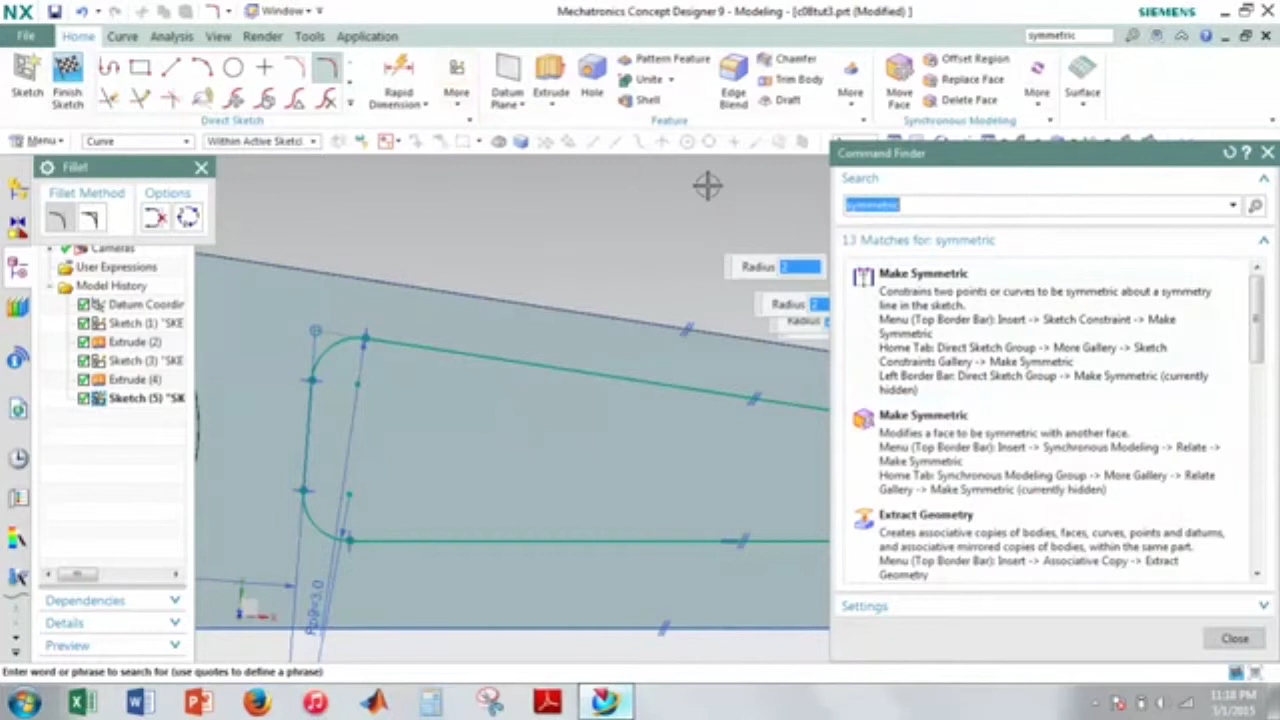 NX
Window
Mechatronics Concept Designer 9 - Modeling - [c08tut3.prt (Modified) ]
SIEMENS
File
Home
Curve
Analysis
View
Render
Tools
Application
symmetric
Sketch
Finish Sketch
Rapid Dimension
More
Datum Plane
Extrude
Hole
Pattern Feature
Unite
Shell
Edge Blend
Chamfer
Trim Body
Draft
More
Move Face
Offset Region
Replace Face
Delete Face
More
Surface
Direct Sketch
Feature
Synchronous Modeling
Menu
Curve
Within Active Sketcl
Fillet
Fillet Method
Options
Cameras
User Expressions
Model History
Datum Coordir
Sketch (1) "SKE
Extrude (2)
Sketch (3) "SKE
Extrude (4)
Sketch (5) "SK
Dependencies
Details
Preview
Radius 2
Radius 2
Radius
Command Finder
Search
symmetric
13 Matches for: symmetric
Make Symmetric
Constrains two points or curves to be symmetric about a symmetry
line in the sketch.
Menu (Top Border Bar): Insert -> Sketch Constraint -> Make
Symmetric
Home Tab: Direct Sketch Group -> More Gallery -> Sketch
Constraints Gallery -> Make Symmetric
Left Border Bar: Direct Sketch Group -> Make Symmetric (currently
hidden)
Make Symmetric
Modifies a face to be symmetric with another face.
Menu (Top Border Bar): Insert -> Synchronous Modeling -> Relate ->
Make Symmetric
Home Tab: Synchronous Modeling Group -> More Gallery -> Relate
Gallery -> Make Symmetric (currently hidden)
Extract Geometry
Creates associative copies of bodies, faces, curves, points and datums,
and associative mirrored copies of bodies, within the same part.
Menu (Top Border Bar): Insert -> Associative Copy -> Extract
Geometry
Settings
Close
Enter word or phrase to search for (use quotes to define a phrase)
11:18 PM
3/1/2015